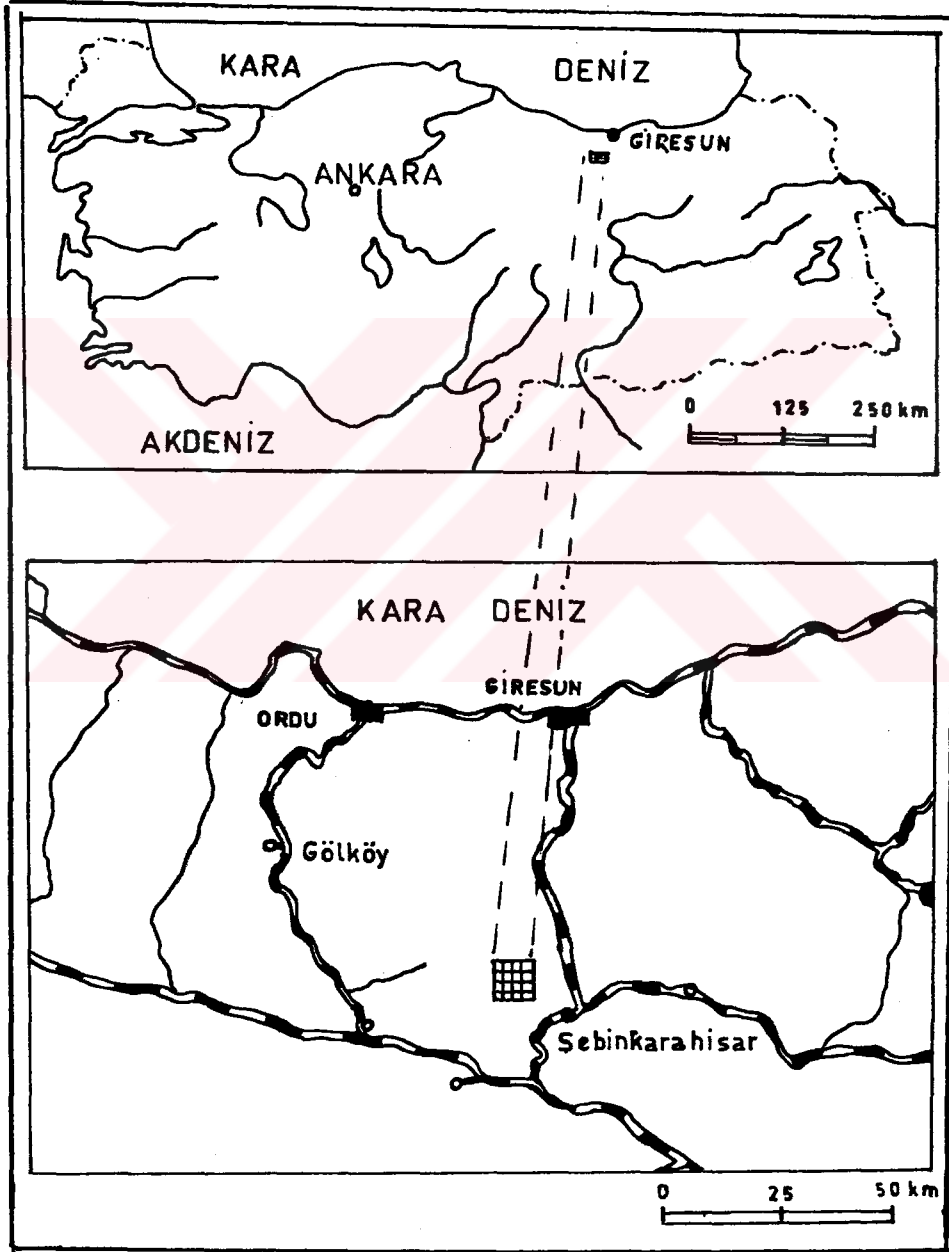 KARA DENİZ
GİRESUN
ANKARA
0 125 250 km
AKDENİZ
KARA DENİZ
GİRESUN
ORDU
Gölköy
Şebinkarahisar
0 25 50 km